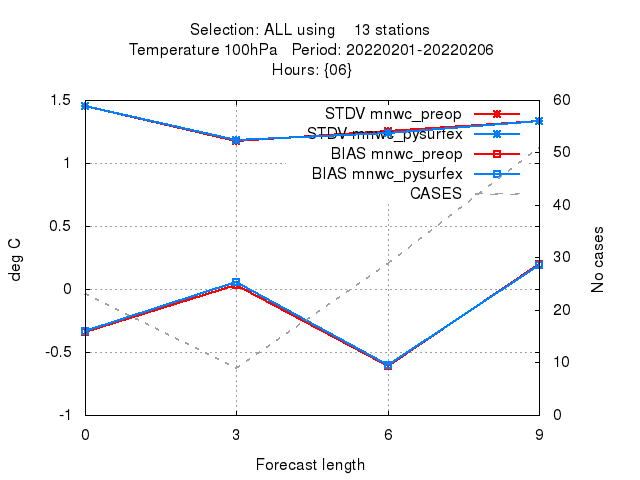 Selection: ALL using 13 stations
Temperature 100hPa Period: 20220201-20220206
Hours: {06}
1.5
1
0.5
0
-0.5
-1
deg C
STDV mnwc_preop
STDV mnwc_pysurfex
BIAS mnwc_preop
BIAS mnwc_pysurfex
CASES
60
50
40
30
20
10
0
No cases
0 3 6 9
Forecast length